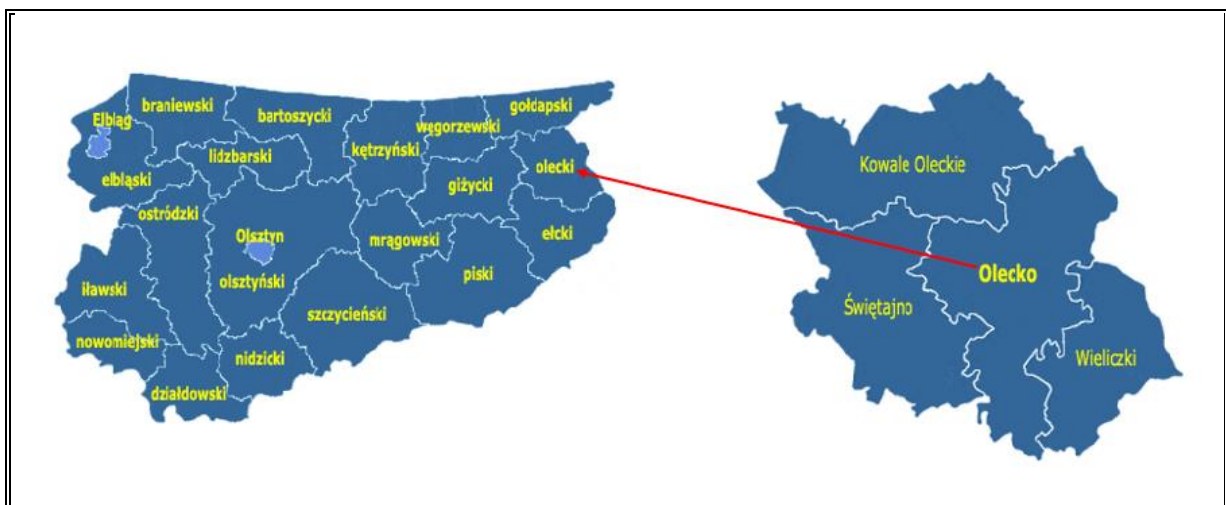 braniewski
gołdapski
Elbląg
bartoszycki
węgorzewski
lidzbarski
kętrzyński
olecki
elbląski
giżycki
ostródzki
Olsztyn
mrągowski
ełcki
olsztyński
piski
iławski
szczycieński
nowomiejski
nidzicki
działdowski
Kowale Oleckie
Olecko
Świętajno
Wieliczki